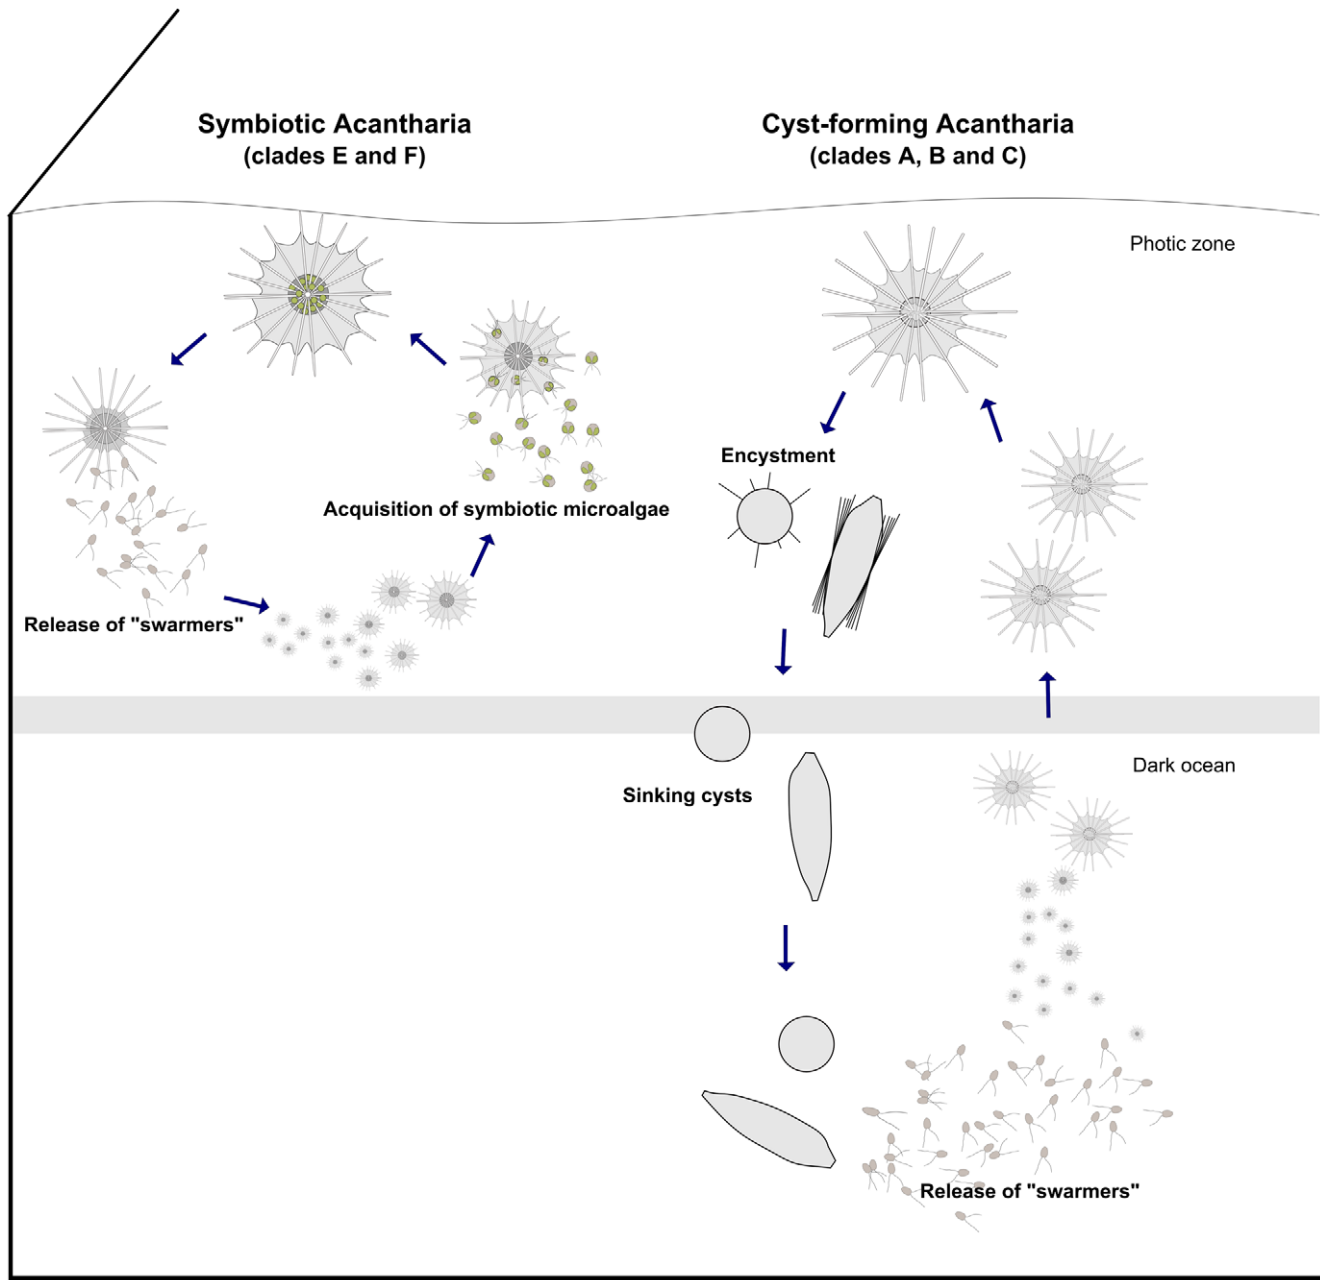 Symbiotic Acantharia
(clades E and F)
Cyst-forming Acantharia
(clades A, B and C)
Photic zone
Encystment
Acquisition of symbiotic microalgae
Release of "swarmers"
Dark ocean
Sinking cysts
Release of "swarmers"